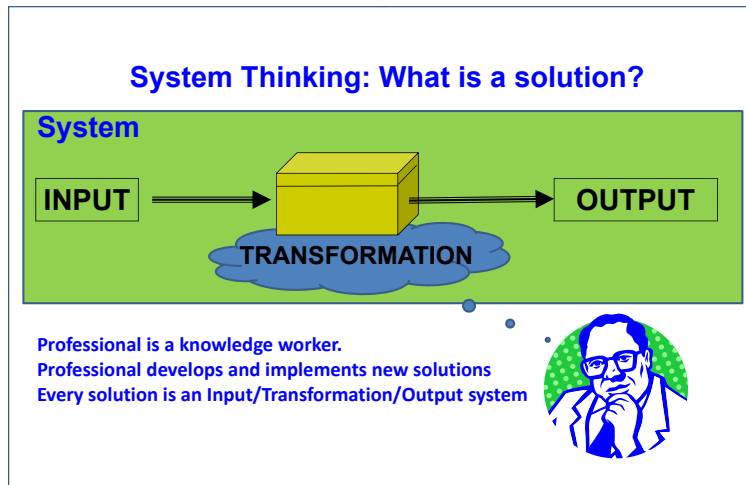 System Thinking: What is a solution?
System
INPUT
OUTPUT
TRANSFORMATION
Professional is a knowledge worker.
Professional develops and implements new solutions
Every solution is an Input/Transformation/Output system